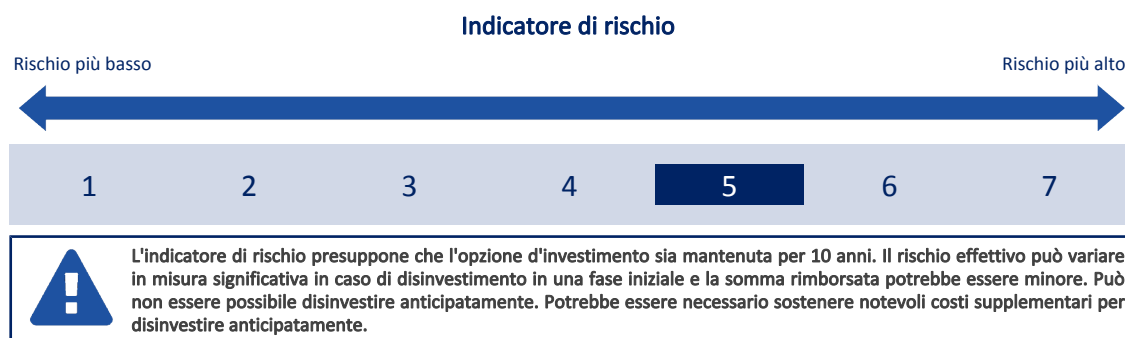 Indicatore di rischio
Rischio più basso
Rischio più alto
1 2 3 4 5 6 7
L'indicatore di rischio presuppone che l'opzione d'investimento sia mantenuta per 10 anni. Il rischio effettivo può variare
in misura significativa in caso di disinvestimento in una fase iniziale e la somma rimborsata potrebbe essere minore. Può
non essere possibile disinvestire anticipatamente. Potrebbe essere necessario sostenere notevoli costi supplementari per
disinvestire anticipatamente.